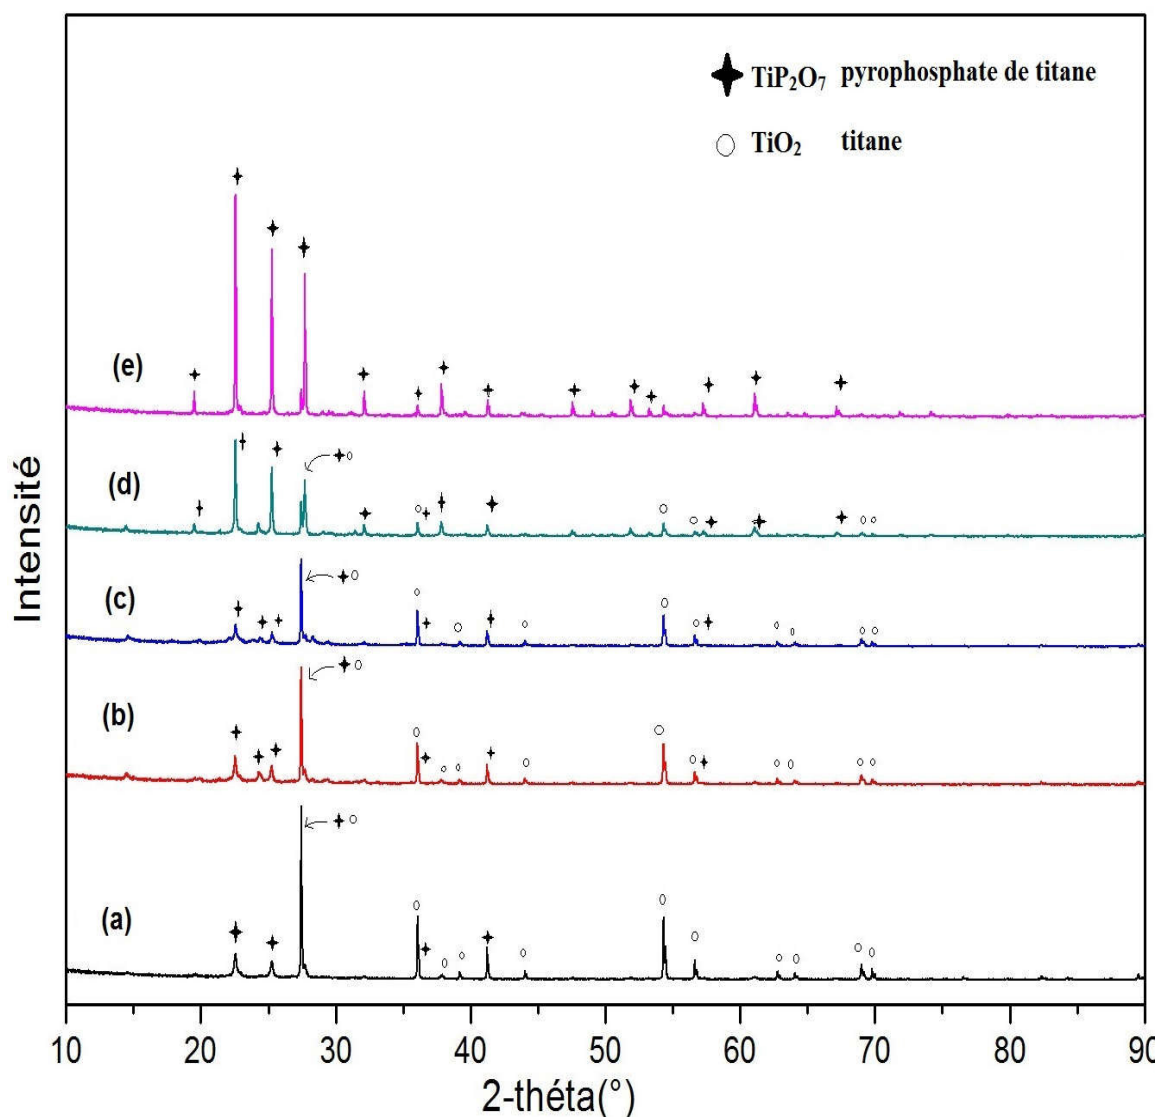 TiP₂O₇ pyrophosphate de titane
TiO₂ titane
(e)
(d)
(c)
(b)
(a)
Intensité
10 20 30 40 50 60 70 80 90
2-théta(°)